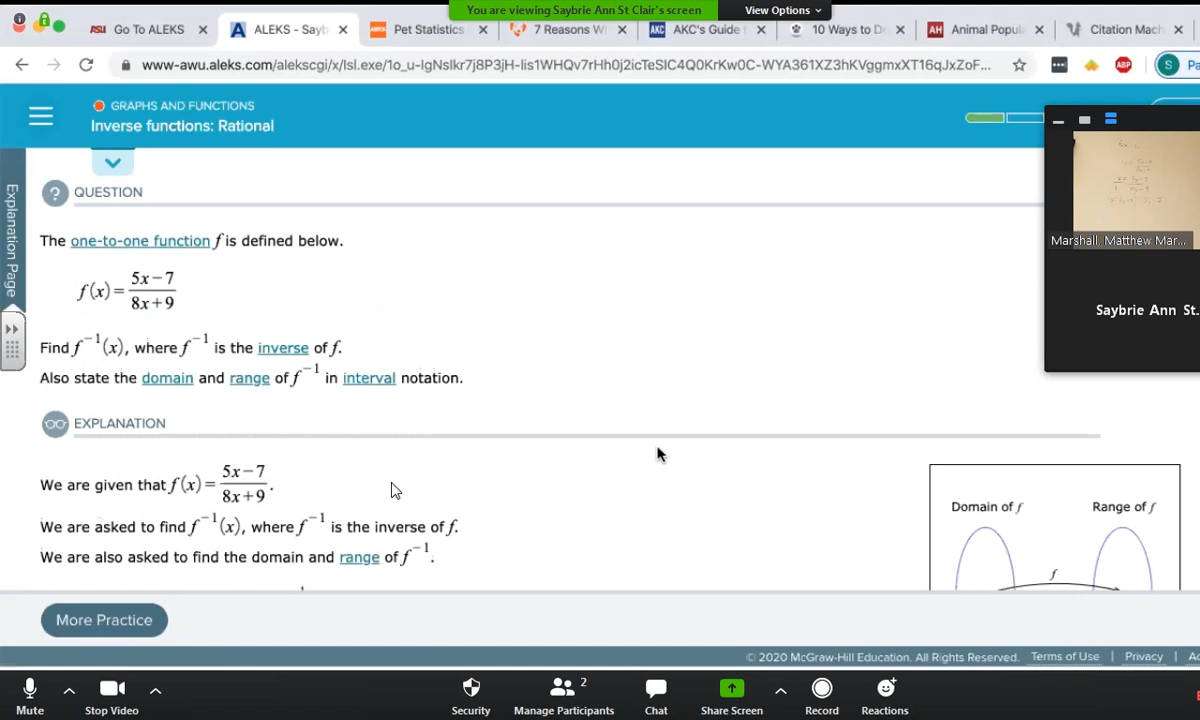 You are viewing Saybrie Ann St Clair's screen
View Options
Go To ALEKS
ALEKS - Sayb
Pet Statistics
7 Reasons W
AKC's Guide
10 Ways to D
Animal Popul
Citation Mach
www-awu.aleks.com/alekscgi/x/lsl.exe/1o_u-IgNslkr7j8P3jH-lis1WHQv7rHh0j2icTeSlC4Q0KrKw0C-WYA361XZ3hKVggmxXT16qJxZoF...
ABP
S
Pa
GRAPHS AND FUNCTIONS
Inverse functions: Rational
Explanation Page
QUESTION
The one-to-one function f is defined below.
f(x) = (5x-7)/(8x+9)
Find f⁻¹(x), where f⁻¹ is the inverse of f.
Also state the domain and range of f⁻¹ in interval notation.
EXPLANATION
We are given that f(x) = (5x-7)/(8x+9).
We are asked to find f⁻¹(x), where f⁻¹ is the inverse of f.
We are also asked to find the domain and range of f⁻¹.
Domain of f
Range of f
f
Marshall, Matthew Mar...
Saybrie Ann St.
More Practice
© 2020 McGraw-Hill Education. All Rights Reserved. Terms of Use | Privacy |
Mute
Stop Video
Security
2
Manage Participants
Chat
Share Screen
Record
Reactions